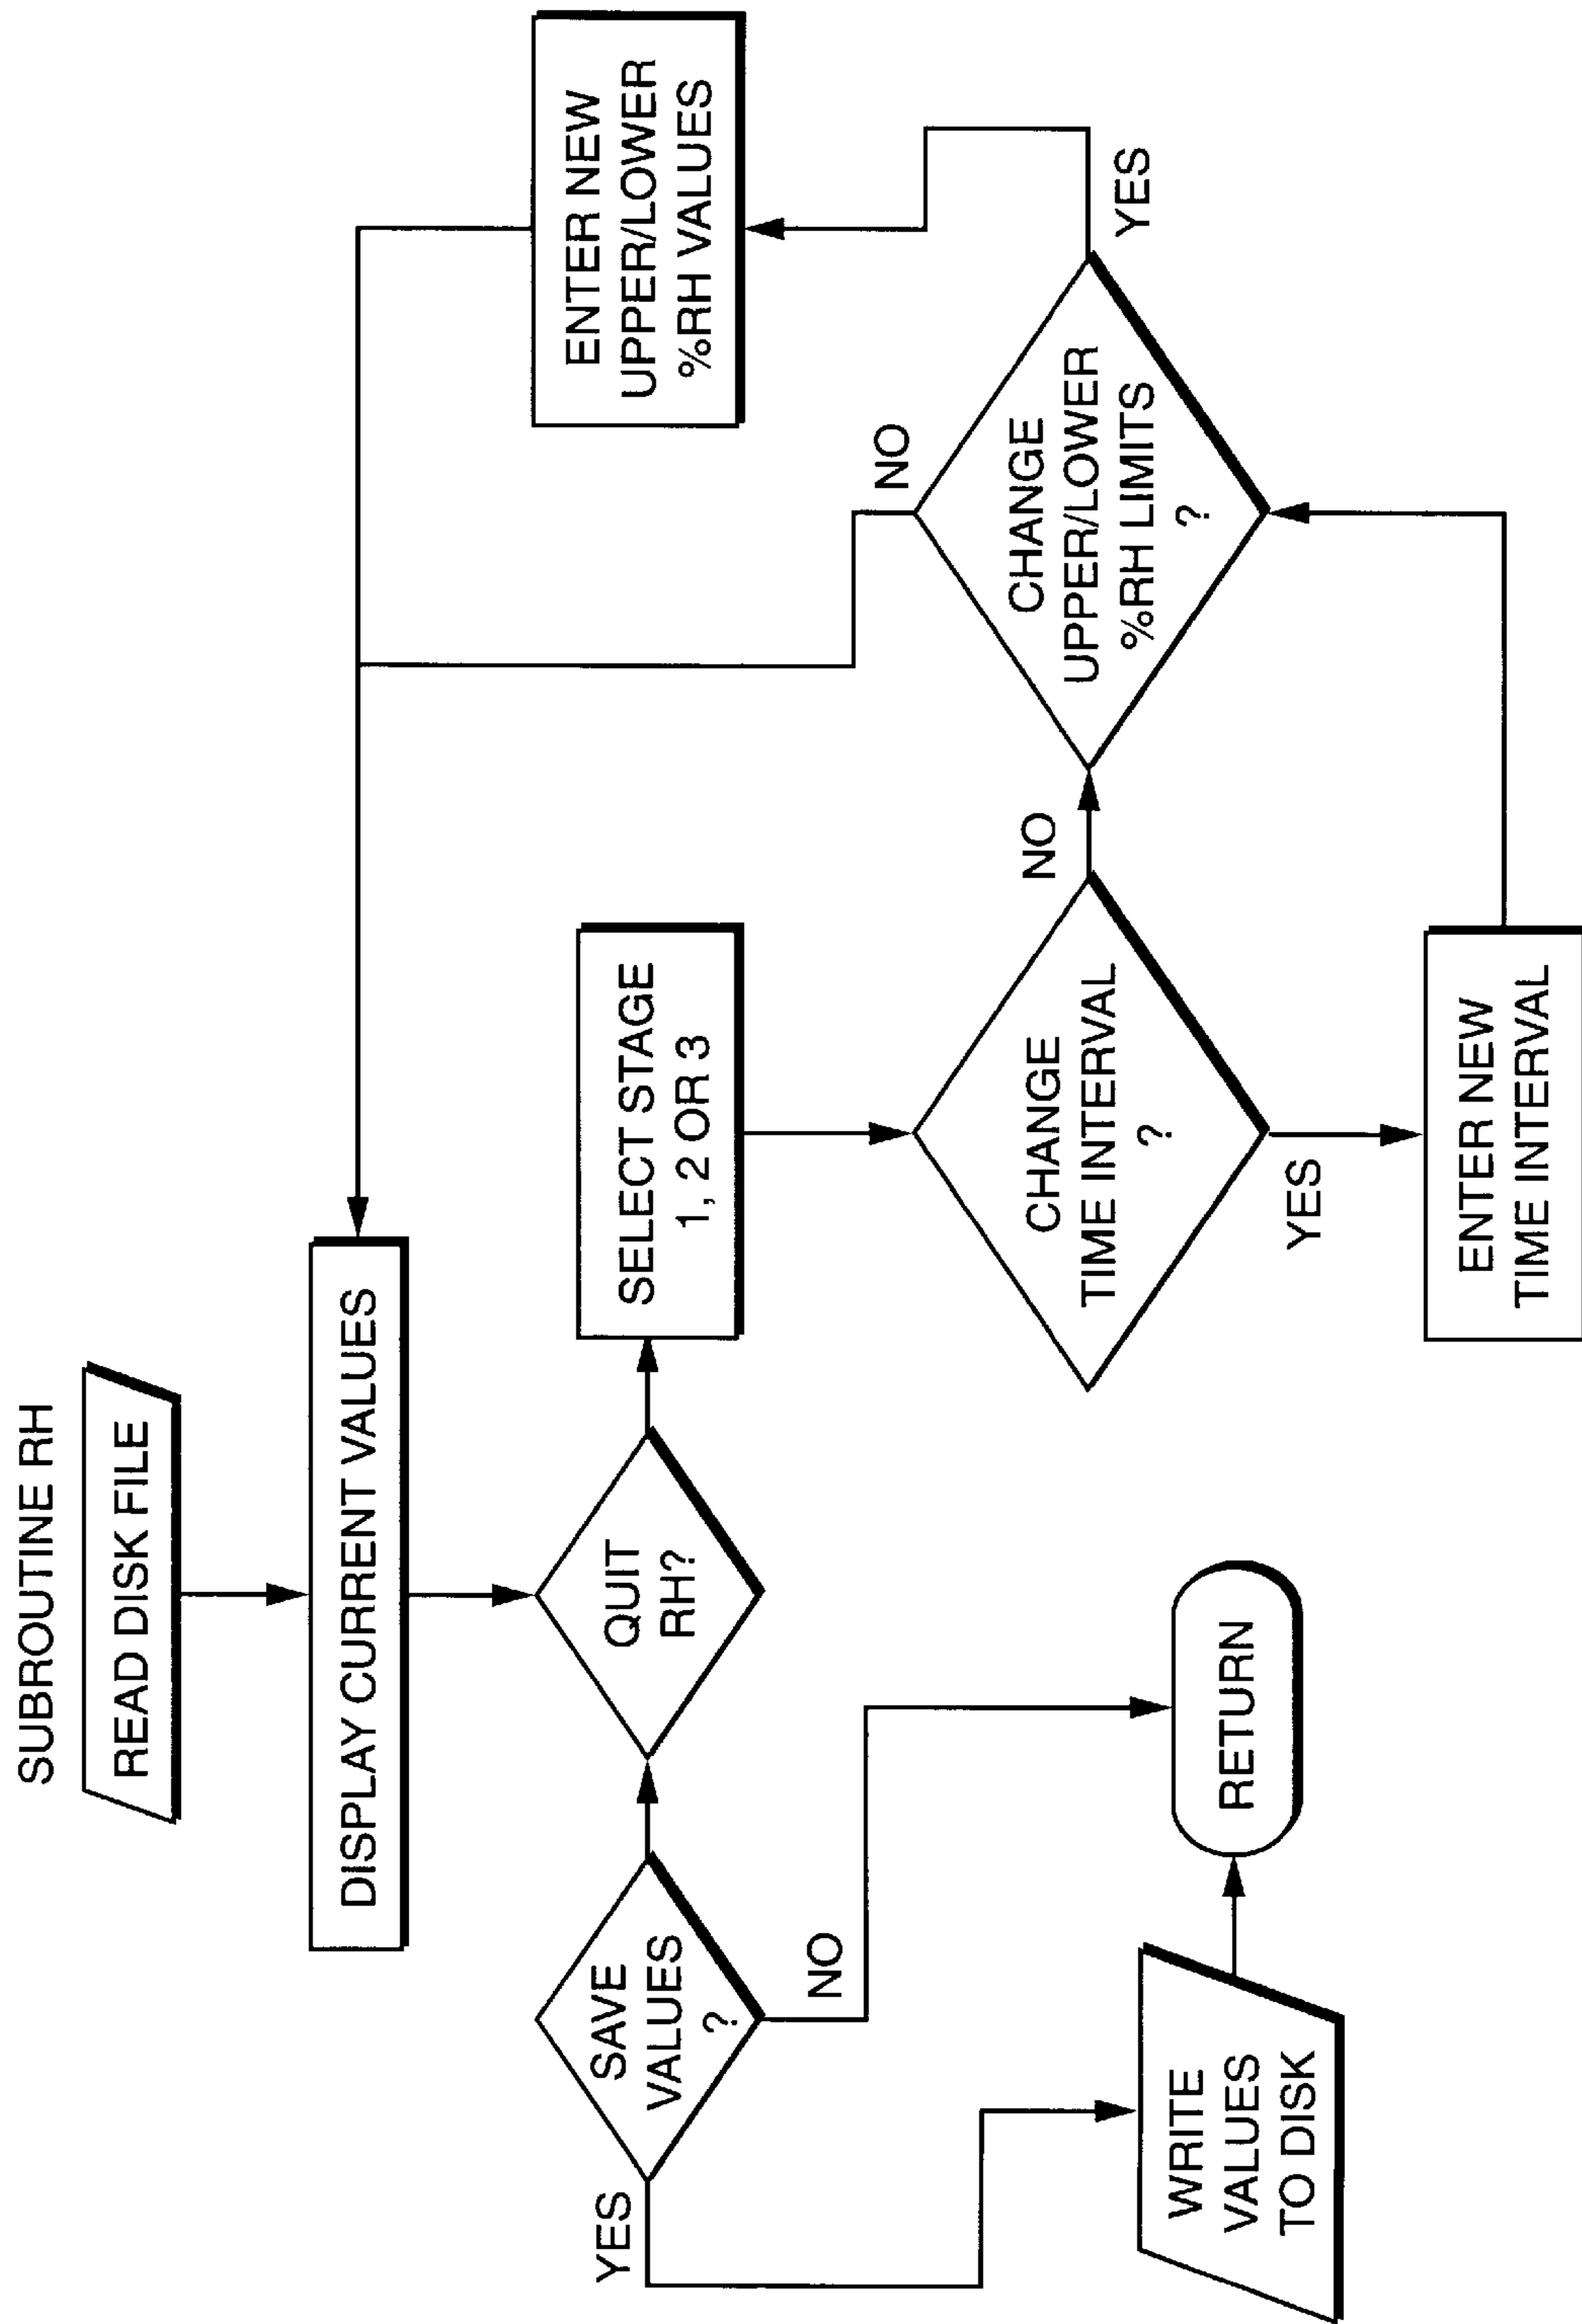 SUBROUTINE RH
READ DISK FILE
DISPLAY CURRENT VALUES
QUIT
RH?
SAVE
VALUES
?
YES
NO
WRITE
VALUES
TO DISK
RETURN
SELECT STAGE
1, 2 OR 3
CHANGE
TIME INTERVAL
?
YES
NO
ENTER NEW
TIME INTERVAL
CHANGE
UPPER/LOWER
%RH LIMITS
?
NO
YES
ENTER NEW
UPPER/LOWER
%RH VALUES